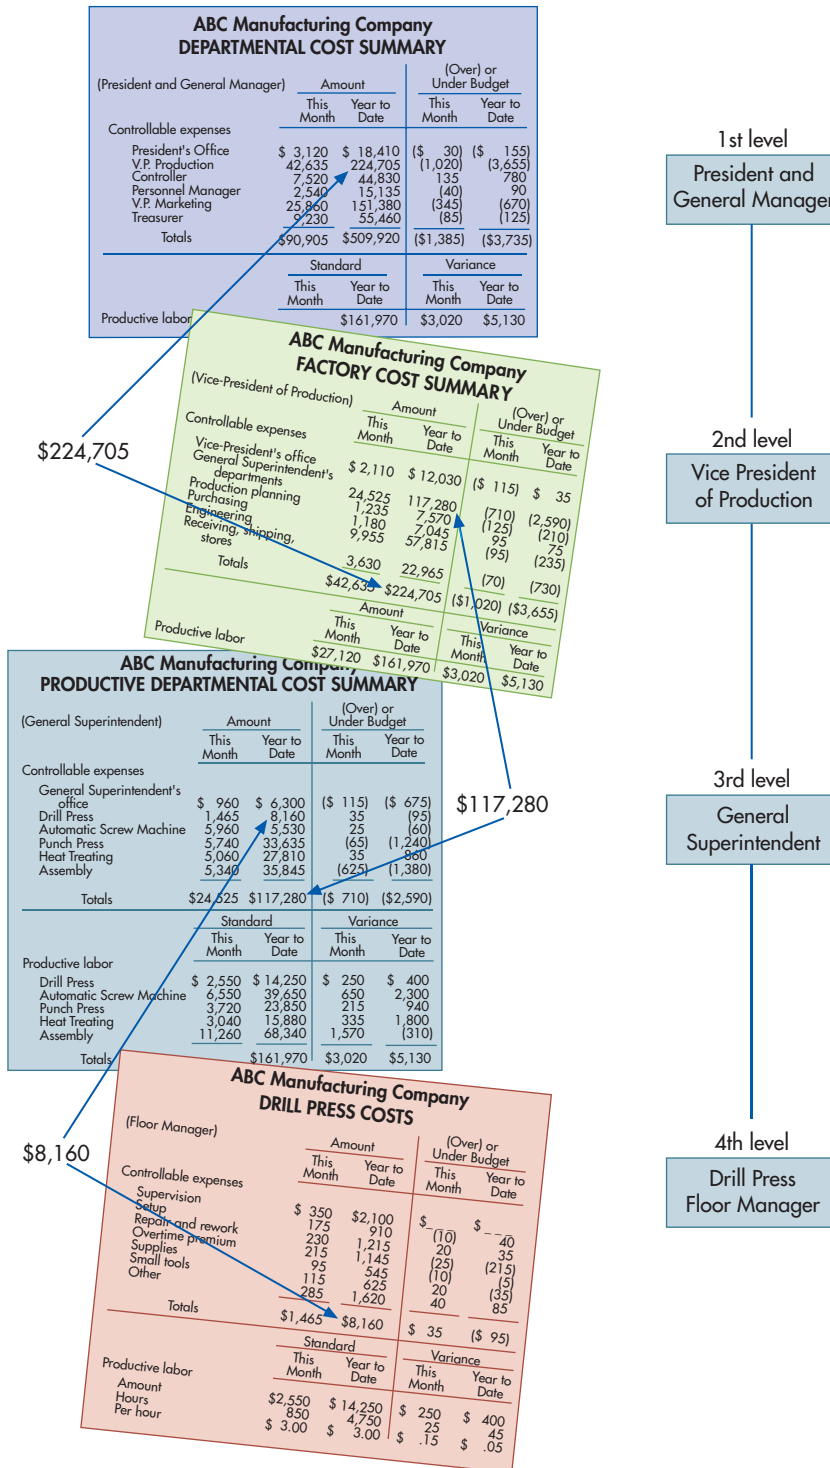 ABC Manufacturing Company
DEPARTMENTAL COST SUMMARY
(President and General Manager) Amount (Over) or Under Budget
This Month Year to Date This Month Year to Date
Controllable expenses
President's Office $ 3,120 $ 18,410 ($ 30) ($ 155)
V.P. Production 42,635 224,705 (1,020) (3,655)
Controller 7,520 44,830 135 780
Personnel Manager 2,540 15,135 (40) 90
V.P. Marketing 25,860 151,380 (345) (670)
Treasurer 9,230 55,460 (85) (125)
Totals $90,905 $509,920 ($1,385) ($3,735)
Standard Variance
This Month Year to Date This Month Year to Date
Productive labor $161,970 $3,020 $5,130
$224,705
ABC Manufacturing Company
FACTORY COST SUMMARY
(Vice-President of Production) Amount (Over) or Under Budget
This Month Year to Date This Month Year to Date
Controllable expenses
Vice-President's office $ 2,110 $ 12,030 ($ 115) $ 35
General Superintendent's
departments 24,525 117,280 (710) (2,590)
Production planning 1,235 7,570 (125) (210)
Purchasing 1,180 7,045 95 75
Engineering 9,955 57,815 (95) (235)
Receiving, shipping,
stores 3,630 22,965 (70) (730)
Totals $42,635 $224,705 ($1,020) ($3,655)
Amount Variance
This Month Year to Date This Month Year to Date
Productive labor $27,120 $161,970 $3,020 $5,130
$117,280
ABC Manufacturing Company
PRODUCTIVE DEPARTMENTAL COST SUMMARY
(General Superintendent) Amount (Over) or Under Budget
This Month Year to Date This Month Year to Date
Controllable expenses
General Superintendent's
office $ 960 $ 6,300 ($ 115) ($ 675)
Drill Press 1,465 8,160 35 (95)
Automatic Screw Machine 5,960 5,530 25 (60)
Punch Press 5,740 33,635 (65) (1,240)
Heat Treating 5,060 27,810 35 860
Assembly 5,340 35,845 (625) (1,380)
Totals $24,525 $117,280 ($ 710) ($2,590)
Standard Variance
This Month Year to Date This Month Year to Date
Productive labor
Drill Press $ 2,550 $ 14,250 $ 250 $ 400
Automatic Screw Machine 6,550 39,650 650 2,300
Punch Press 3,720 23,850 215 940
Heat Treating 3,040 15,880 335 1,800
Assembly 11,260 68,340 1,570 (310)
Totals $161,970 $3,020 $5,130
$8,160
ABC Manufacturing Company
DRILL PRESS COSTS
(Floor Manager) Amount (Over) or Under Budget
This Month Year to Date This Month Year to Date
Controllable expenses
Supervision $ 350 $2,100 $_ _ _ $_ _ _
Setup 175 910 (10) 40
Repair and rework 230 1,215 20 35
Overtime premium 215 1,145 (25) (215)
Supplies 95 545 (10) (5)
Small tools 115 625 20 (35)
Other 285 1,620 40 85
Totals $1,465 $8,160 $ 35 ($ 95)
Standard Variance
This Month Year to Date This Month Year to Date
Productive labor
Amount $2,550 $ 14,250 $ 250 $ 400
Hours 850 4,750 25 45
Per hour $ 3.00 $ 3.00 $ .15 $ .05
1st level
President and
General Manager
2nd level
Vice President
of Production
3rd level
General
Superintendent
4th level
Drill Press
Floor Manager